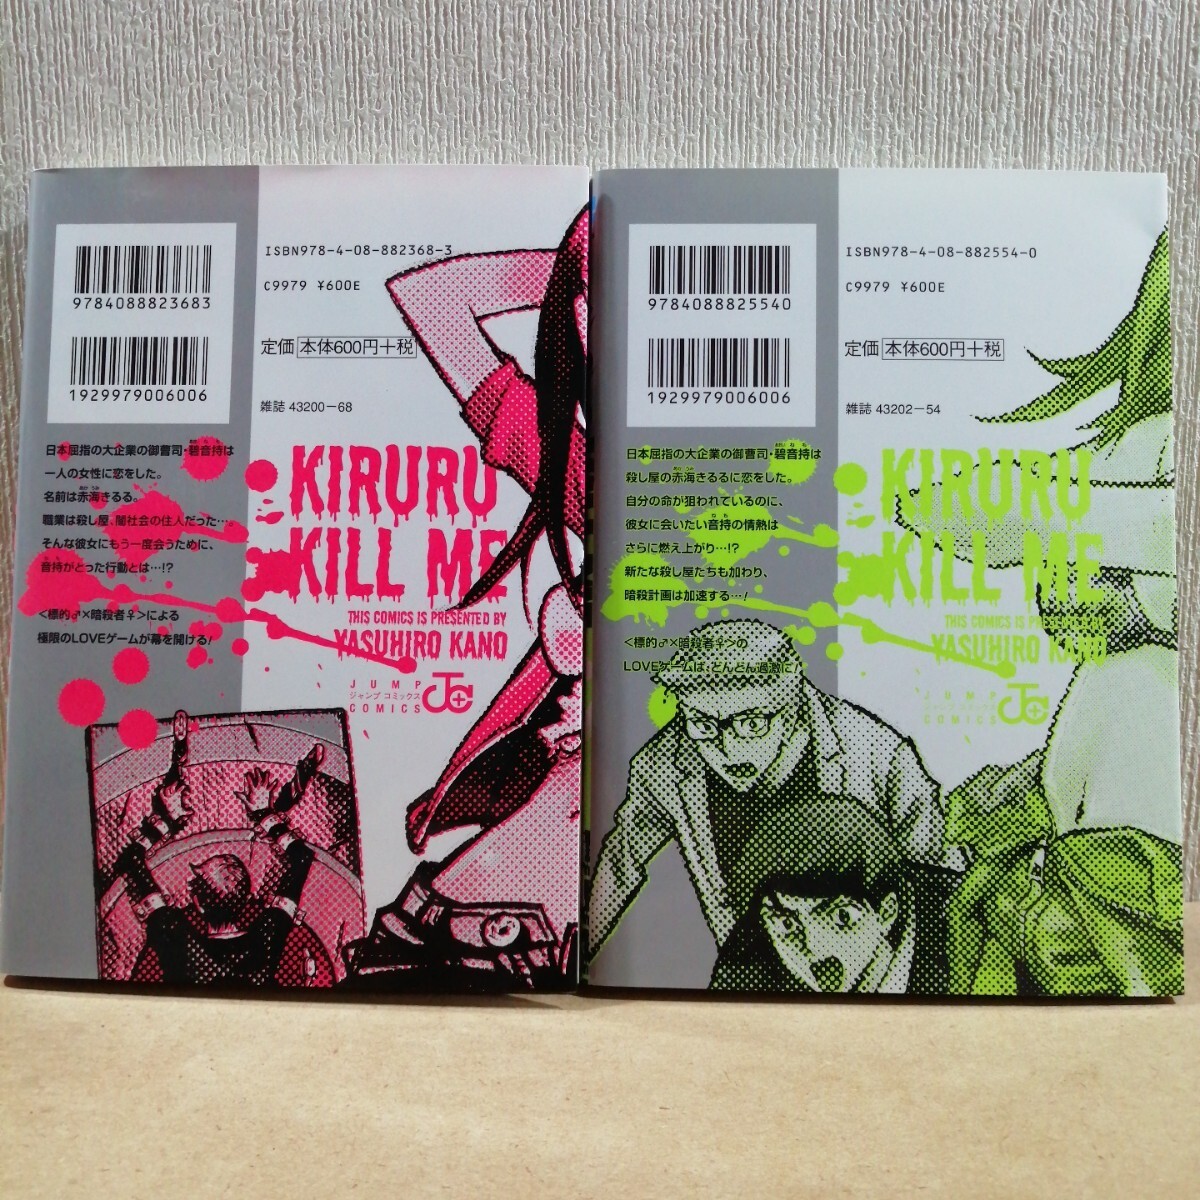 ISBN978-4-08-882368-3
C9979 ¥600E
9784088823683
定価 本体600円+税
1929979006006
雑誌 43200-68
日本屈指の大企業の御曹司・碧音持は
一人の女性に恋をした。
名前は赤海きるる。
職業は殺し屋、闇社会の住人だった…。
そんな彼女にもう一度会うために、
音持がとった行動とは…!?
<標的♂×暗殺者♀>による
極限のLOVEゲームが幕を開ける!
KIRURU
KILL ME
THIS COMICS IS PRESENTED BY
YASUHIRO KANO
JUMP
ジャンプ コミックス
COMICS
JC
ISBN978-4-08-882554-0
C9979 ¥600E
9784088825540
定価 本体600円+税
1929979006006
雑誌 43202-54
日本屈指の大企業の御曹司・碧音持は
殺し屋の赤海きるるに恋をした。
自分の命が狙われているのに、
彼女に会いたい音持の情熱は
さらに燃え上がり…!?
新たな殺し屋たちも加わり、
暗殺計画は加速する…!
<標的♂×暗殺者♀>の
LOVEゲームは、どんどん過激に!
KIRURU
KILL ME
THIS COMICS IS PRESENTED BY
YASUHIRO KANO
JUMP
COMICS
JC